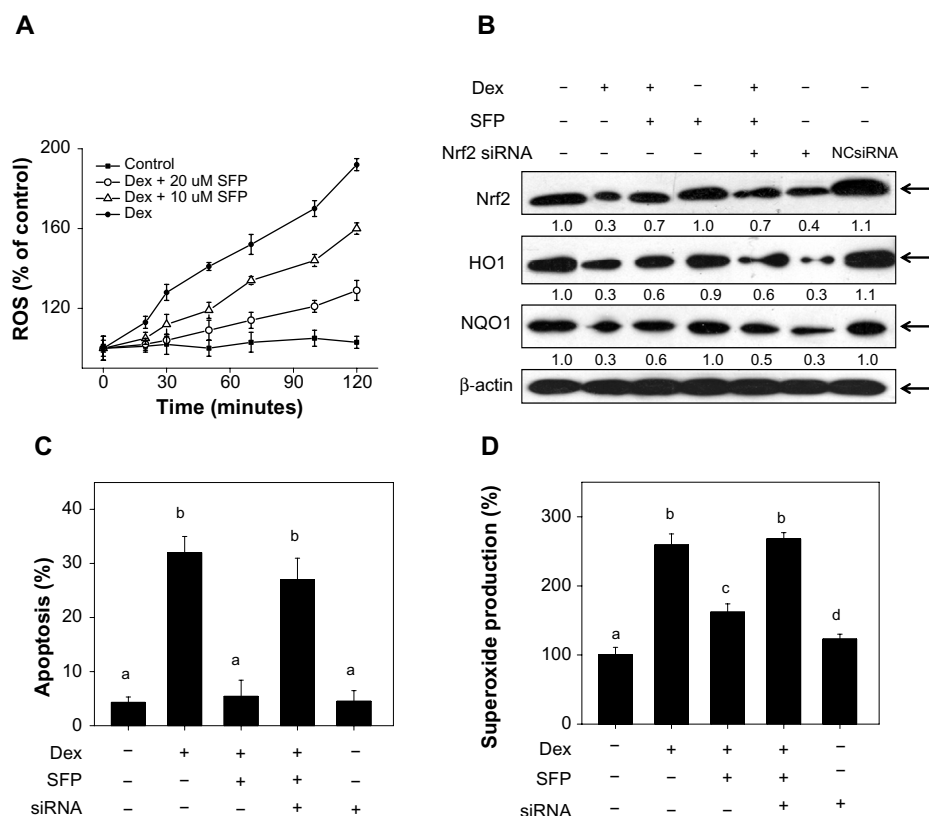 A
ROS (% of control)
200
160
120
100
0 30 60 90 120
Time (minutes)
Control
Dex + 20 uM SFP
Dex + 10 uM SFP
Dex
B
Dex – + + – + – –
SFP – – + + + – –
Nrf2 siRNA – – – – + + NCsiRNA
Nrf2
1.0 0.3 0.7 1.0 0.7 0.4 1.1
HO1
1.0 0.3 0.6 0.9 0.6 0.3 1.1
NQO1
1.0 0.3 0.6 1.0 0.5 0.3 1.0
β-actin
C
Apoptosis (%)
40
30
20
10
0
a b a b a
Dex – + + + –
SFP – – + + –
siRNA – – – + +
D
Superoxide production (%)
300
200
100
0
a b c b d
Dex – + + + –
SFP – – + + –
siRNA – – – + +